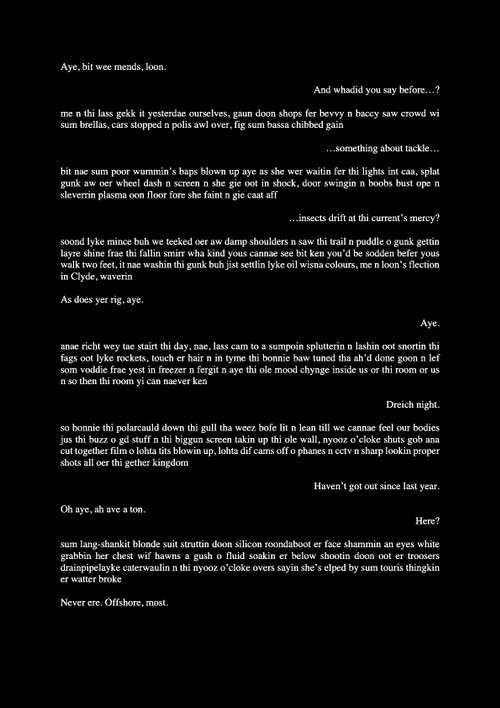 Aye, bit wee mends, loon.
And whadid you say before…?
me n thi lass gekk it yesterdae ourselves, gaun doon shops fer bevvy n baccy saw crowd wi
sum brellas, cars stopped n polis awl over, fig sum bassa chibbed gain
…something about tackle…
bit nae sum poor wummin’s baps blown up aye as she wer waitin fer thi lights int caa, splat
gunk aw oer wheel dash n screen n she gie oot in shock, door swingin n boobs bust ope n
sleverrin plasma oon floor fore she faint n gie caat aff
…insects drift at thi current’s mercy?
soond lyke mince buh we teeked oer aw damp shoulders n saw thi trail n puddle o gunk gettin
layre shine frae thi fallin smirr wha kind yous cannae see bit ken you’d be sodden befer yous
walk two feet, it nae washin thi gunk buh jist settlin lyke oil wisna colours, me n loon’s flection
in Clyde, waverin
As does yer rig, aye.
Aye.
anae richt wey tae stairt thi day, nae, lass cam to a sumpoin splutterin n lashin oot snortin thi
fags oot lyke rockets, touch er hair n in tyme thi bonnie baw tuned tha ah’d done goon n lef
som voddie frae yest in freezer n fergit n aye thi ole mood chynge inside us or thi room or us
n so then thi room yi can naever ken
Dreich night.
so bonnie thi polarcauld down thi gull tha weez bofe lit n lean till we cannae feel our bodies
jus thi buzz o gd stuff n thi biggun screen takin up thi ole wall, nyooz o’cloke shuts gob ana
cut together film o lohta tits blowin up, lohta dif cams off o phanes n cctv n sharp lookin proper
shots all oer thi gether kingdom
Haven’t got out since last year.
Oh aye, ah ave a ton.
Here?
sum lang-shankit blonde suit struttin doon silicon roondaboot er face shammin an eyes white
grabbin her chest wif hawns a gush o fluid soakin er below shootin doon oot er troosers
drainpipelayke caterwaulin n thi nyooz o’cloke overs sayin she’s elped by sum touris thingkin
er watter broke
Never ere. Offshore, most.